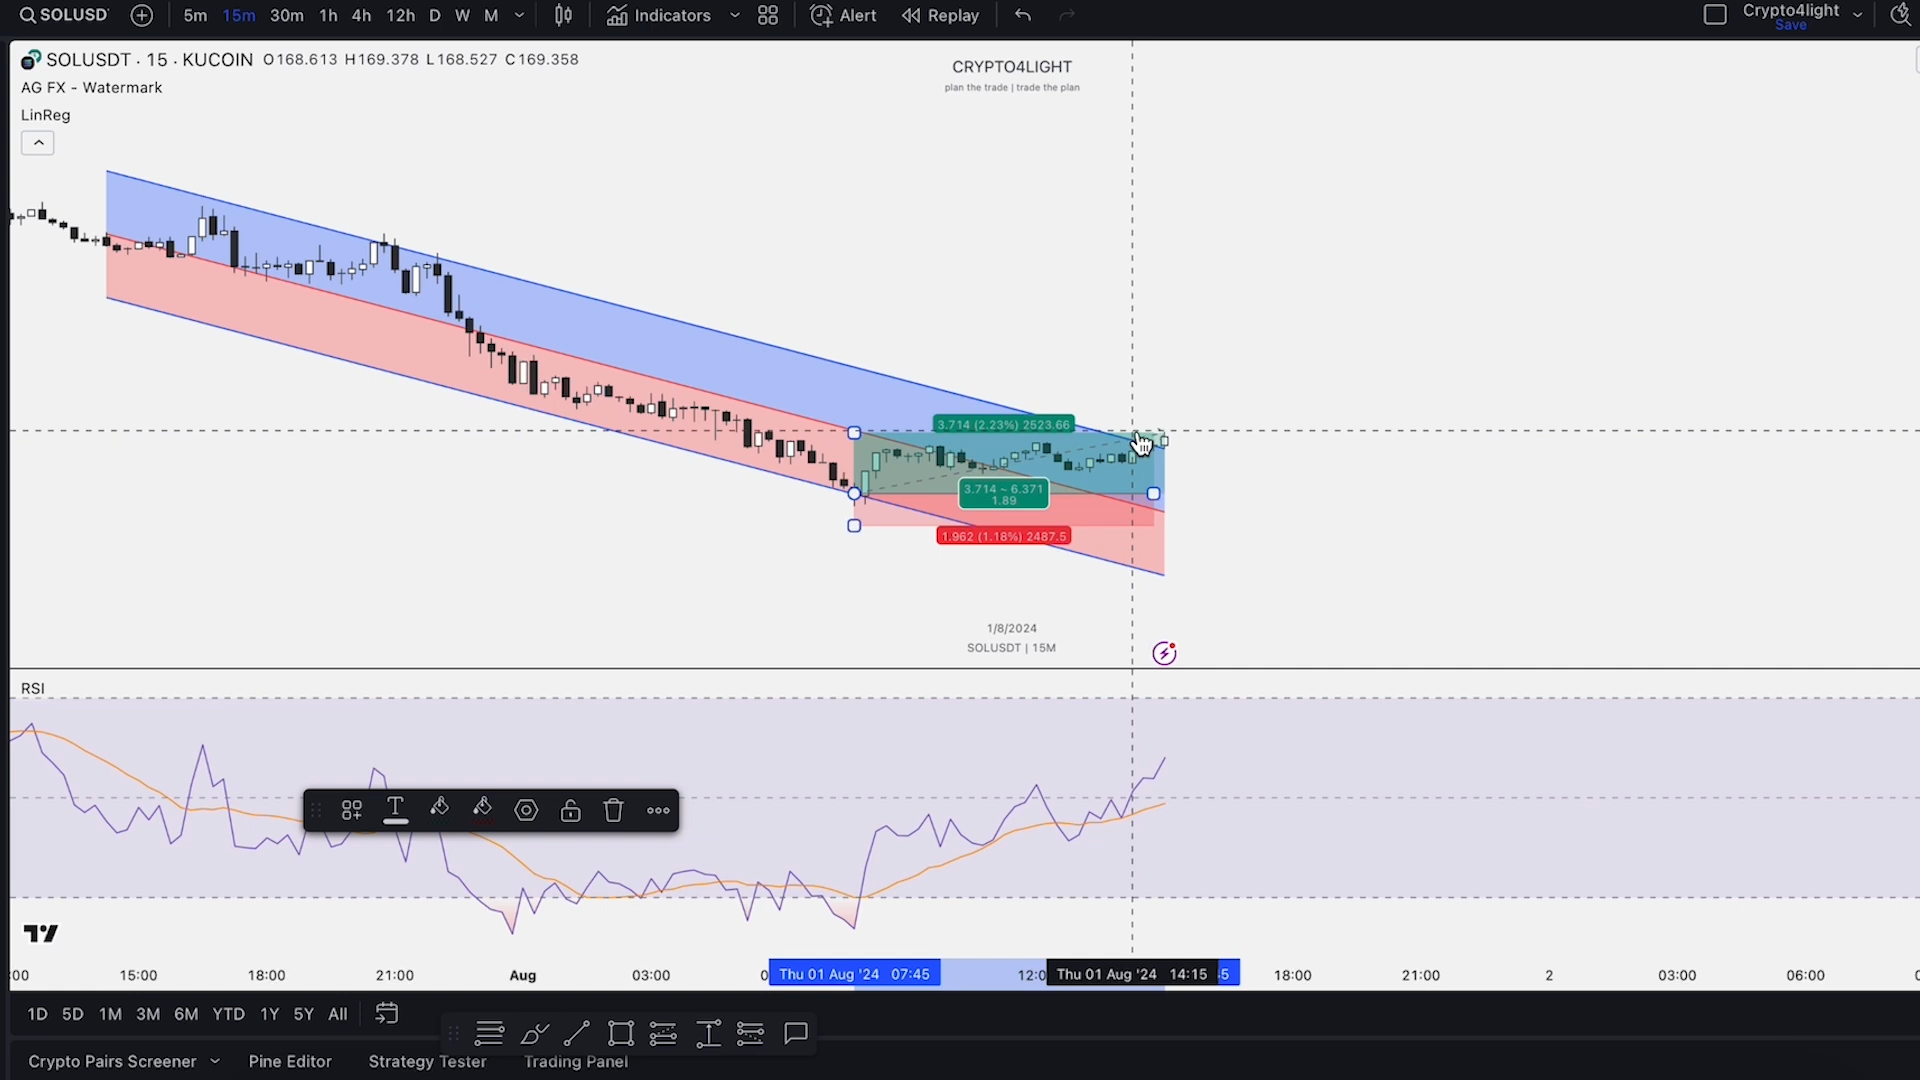 SOLUSD
5m 15m 30m 1h 4h 12h D W M Indicators Alert Replay Crypto4light
Save
SOLUSDT · 15 · KUCOIN O168.613 H169.378 L168.527 C169.358
AG FX - Watermark
LinReg
CRYPTO4LIGHT
plan the trade | trade the plan
3.714 (2.23%) 2523.66
3.714 ~ 6.371
1.89
1.962 (1.18%) 2487.5
1/8/2024
SOLUSDT | 15M
RSI
:00 15:00 18:00 21:00 Aug 03:00 0 Thu 01 Aug '24 07:45 12:0 Thu 01 Aug '24 14:15 :5 18:00 21:00 2 03:00 06:00
1D 5D 1M 3M 6M YTD 1Y 5Y All
Crypto Pairs Screener Pine Editor Strategy Tester Trading Panel